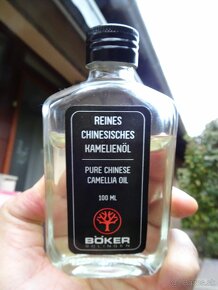 REINES
CHINESISCHES
KAMELIENÖL
PURE CHINESE
CAMELLIA OIL
100 ML
BÖKER
SOLINGEN